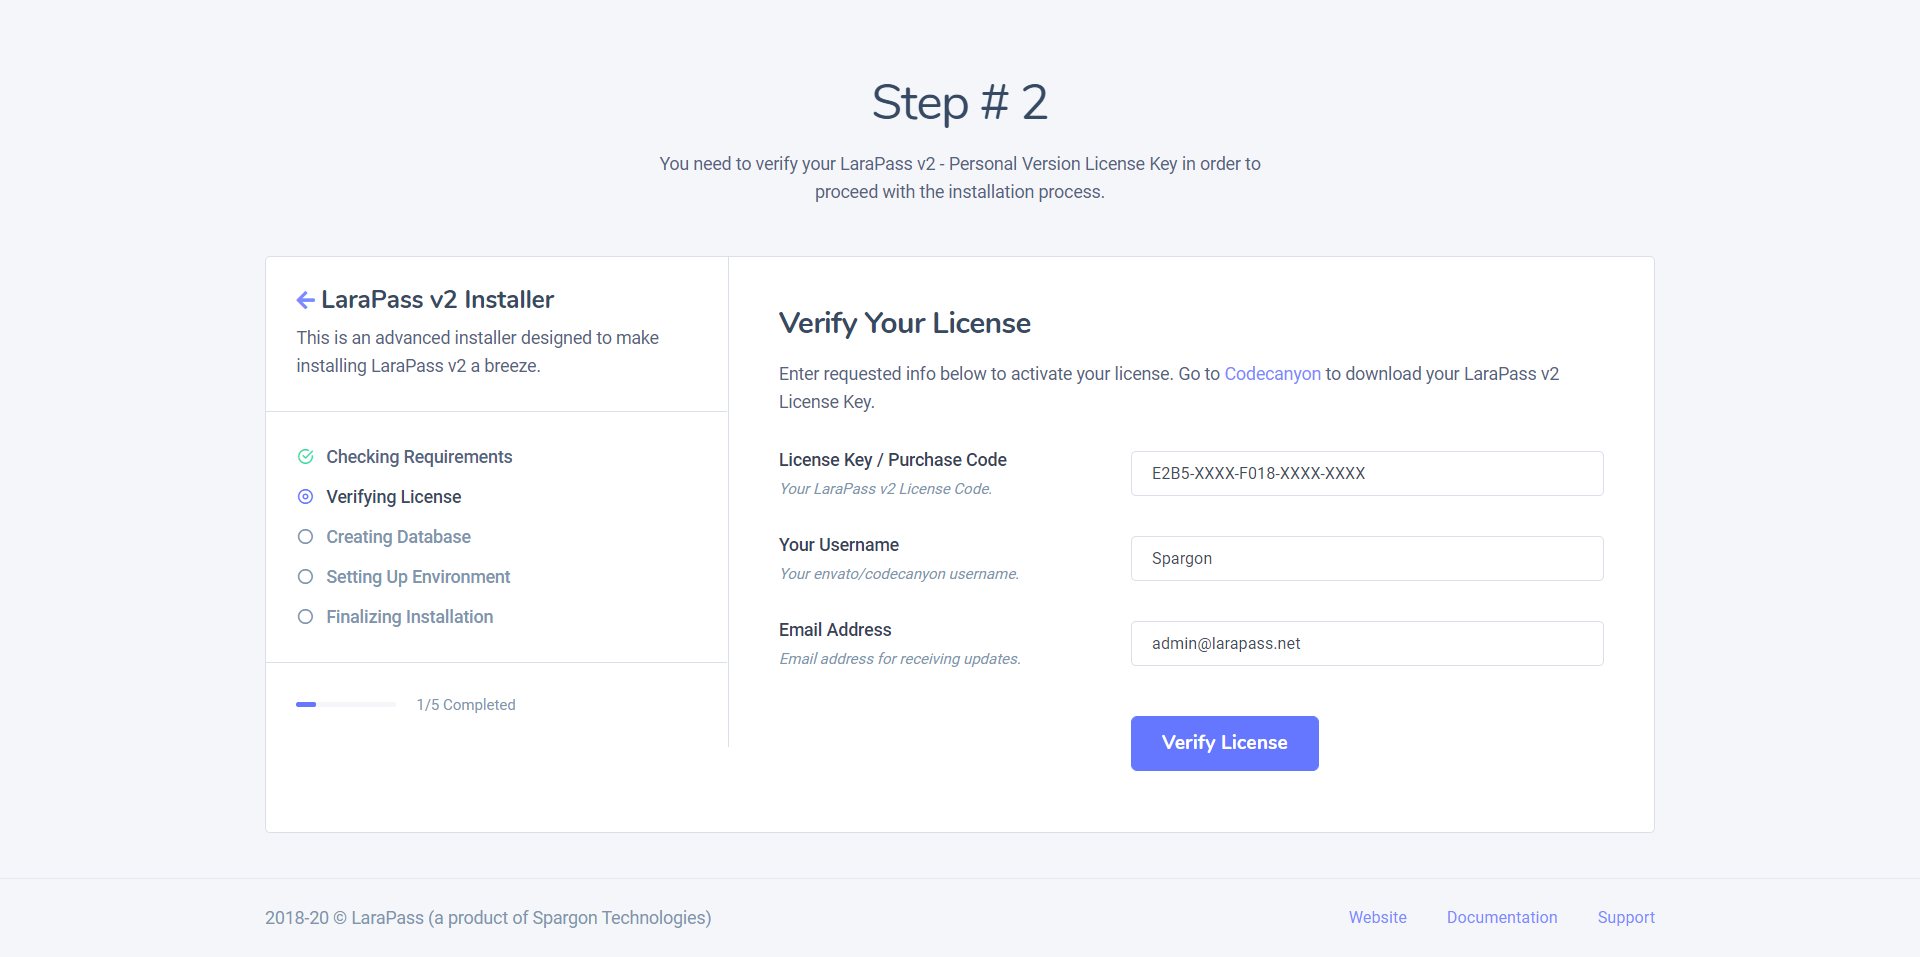 Step # 2
You need to verify your LaraPass v2 - Personal Version License Key in order to
proceed with the installation process.
LaraPass v2 Installer
This is an advanced installer designed to make
installing LaraPass v2 a breeze.
Checking Requirements
Verifying License
Creating Database
Setting Up Environment
Finalizing Installation
1/5 Completed
Verify Your License
Enter requested info below to activate your license. Go to Codecanyon to download your LaraPass v2
License Key.
License Key / Purchase Code
Your LaraPass v2 License Code.
E2B5-XXXX-F018-XXXX-XXXX
Your Username
Your envato/codecanyon username.
Spargon
Email Address
Email address for receiving updates.
admin@larapass.net
Verify License
2018-20 © LaraPass (a product of Spargon Technologies)
Website
Documentation
Support